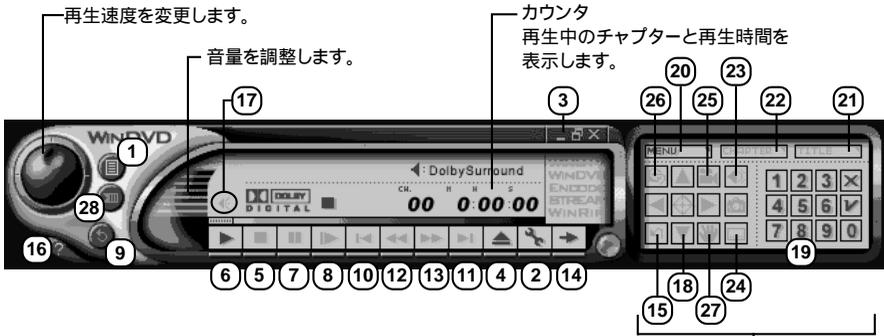 再生速度を変更します。
音量を調整します。
カウンタ
再生中のチャプターと再生時間を
表示します。
17
3
20
23
26
25
22
21
WinDVD
1
28
16
?
9
DolbySurround
DOLBY
DIGITAL
CH. H M S
00 0:00:00
WINDVD
ENCODE
STREAM
WINRIP
MENU
CHAPTER
TITLE
1 2 3
4 5 6
7 8 9 0
19
6 5 7 8 10 12 13 11 4 2 14
15 18 27 24